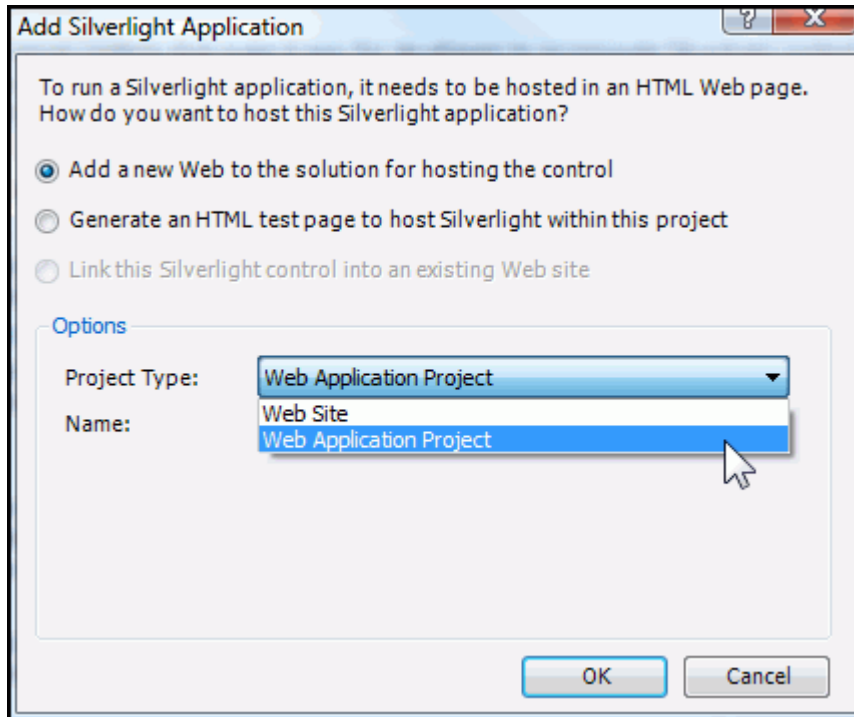 Add Silverlight Application
To run a Silverlight application, it needs to be hosted in an HTML Web page.
How do you want to host this Silverlight application?
Add a new Web to the solution for hosting the control
Generate an HTML test page to host Silverlight within this project
Link this Silverlight control into an existing Web site
Options
Project Type:
Web Application Project
Web Site
Name:
Web Application Project
OK
Cancel